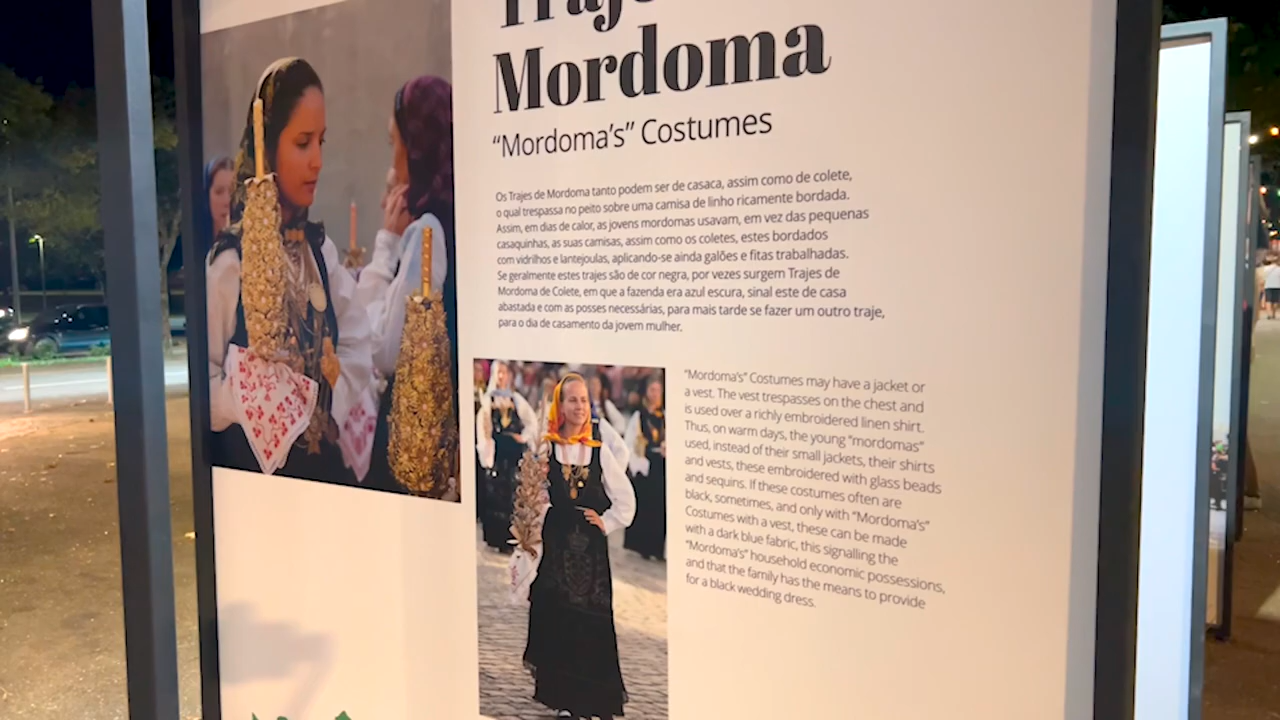 Traje
Mordoma
“Mordoma’s” Costumes
Os Trajes de Mordoma tanto podem ser de casaca, assim como de colete,
o qual trespassa no peito sobre uma camisa de linho ricamente bordada.
Assim, em dias de calor, as jovens mordomas usavam, em vez das pequenas
casaquinhas, as suas camisas, assim como os coletes, estes bordados
com vidrilhos e lantejoulas, aplicando-se ainda galões e fitas trabalhadas.
Se geralmente estes trajes são de cor negra, por vezes surgem Trajes de
Mordoma de Colete, em que a fazenda era azul escura, sinal este de casa
abastada e com as posses necessárias, para mais tarde se fazer um outro traje,
para o dia de casamento da jovem mulher.
“Mordoma’s” Costumes may have a jacket or
a vest. The vest trespasses on the chest and
is used over a richly embroidered linen shirt.
Thus, on warm days, the young “mordomas”
used, instead of their small jackets, their shirts
and vests, these embroidered with glass beads
and sequins. If these costumes often are
black, sometimes, and only with “Mordoma’s”
Costumes with a vest, these can be made
with a dark blue fabric, this signalling the
“Mordoma’s” household economic possessions,
and that the family has the means to provide
for a black wedding dress.